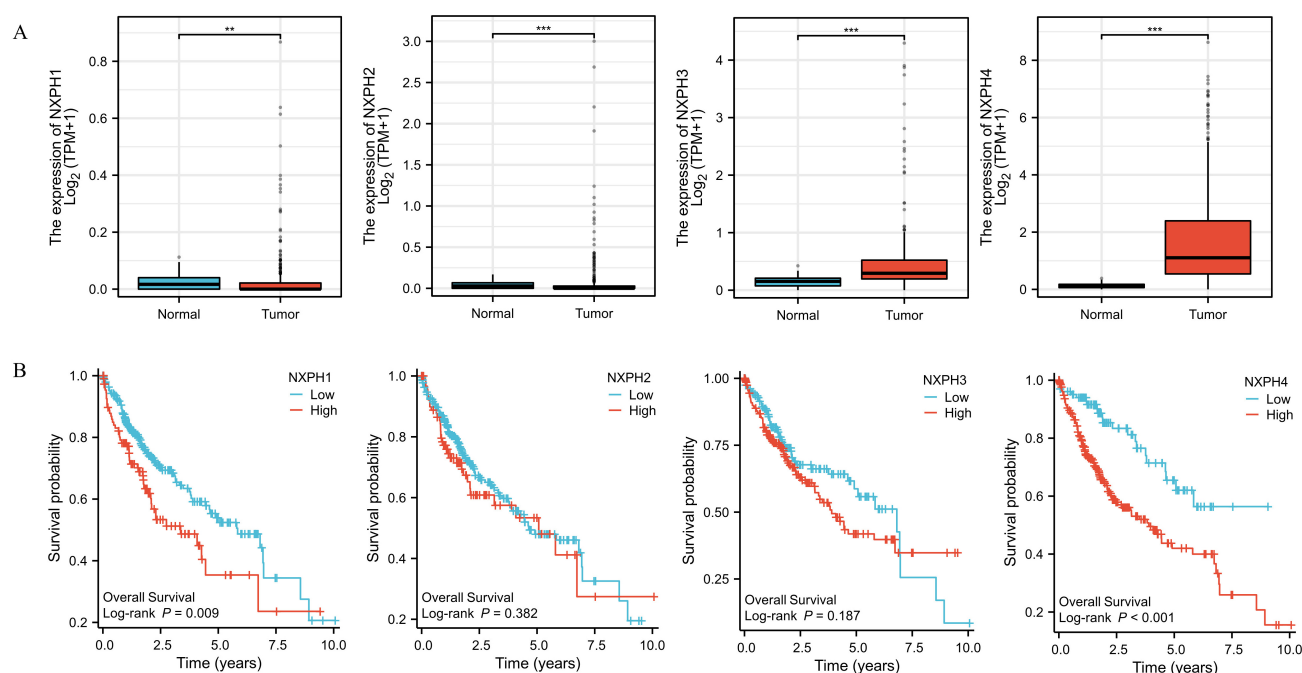 A
The expression of NXPH1
Log2 (TPM+1)
**
0.8
0.6
0.4
0.2
0.0
Normal Tumor
The expression of NXPH2
Log2 (TPM+1)
***
3.0
2.5
2.0
1.5
1.0
0.5
0.0
Normal Tumor
The expression of NXPH3
Log2 (TPM+1)
***
4
3
2
1
0
Normal Tumor
The expression of NXPH4
Log2 (TPM+1)
***
8
6
4
2
0
Normal Tumor
B
Survival probability
1.0
0.8
0.6
0.4
0.2
NXPH1
Low
High
Overall Survival
Log-rank P = 0.009
0.0 2.5 5.0 7.5 10.0
Time (years)
Survival probability
1.0
0.8
0.6
0.4
0.2
NXPH2
Low
High
Overall Survival
Log-rank P = 0.382
0.0 2.5 5.0 7.5 10.0
Time (years)
Survival probability
1.00
0.75
0.50
0.25
NXPH3
Low
High
Overall Survival
Log-rank P = 0.187
0.0 2.5 5.0 7.5 10.0
Time (years)
Survival probability
1.0
0.8
0.6
0.4
0.2
NXPH4
Low
High
Overall Survival
Log-rank P < 0.001
0.0 2.5 5.0 7.5 10.0
Time (years)